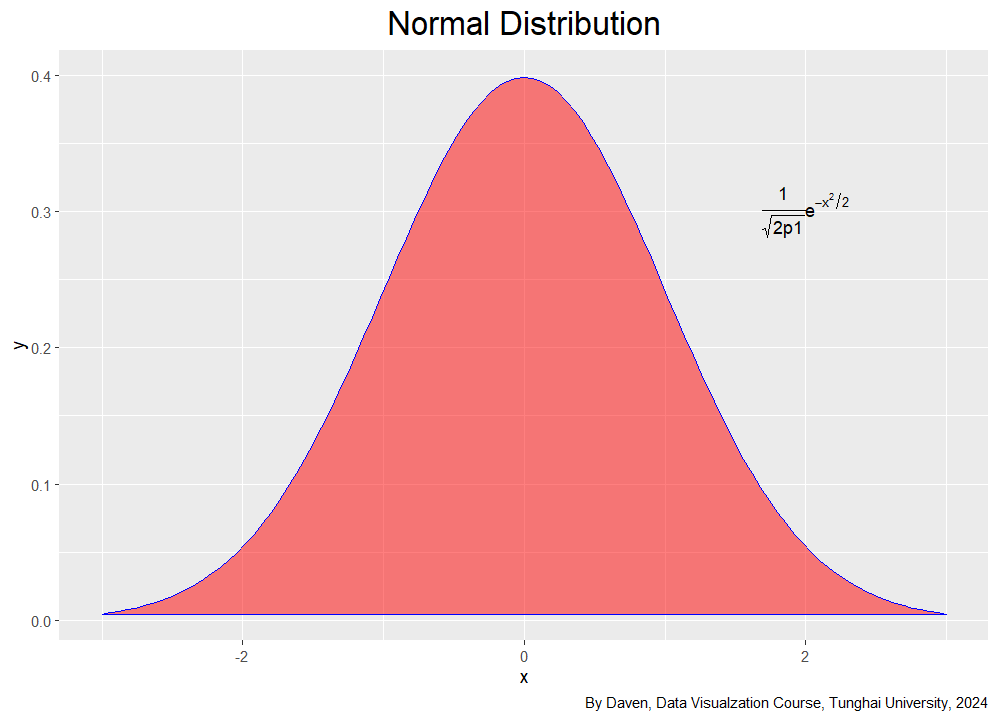 Normal Distribution
0.4
0.3
0.2
0.1
0.0
y
1
√2p1
e^−x^2/2
-2
0
2
x
By Daven, Data Visualzation Course, Tunghai University, 2024